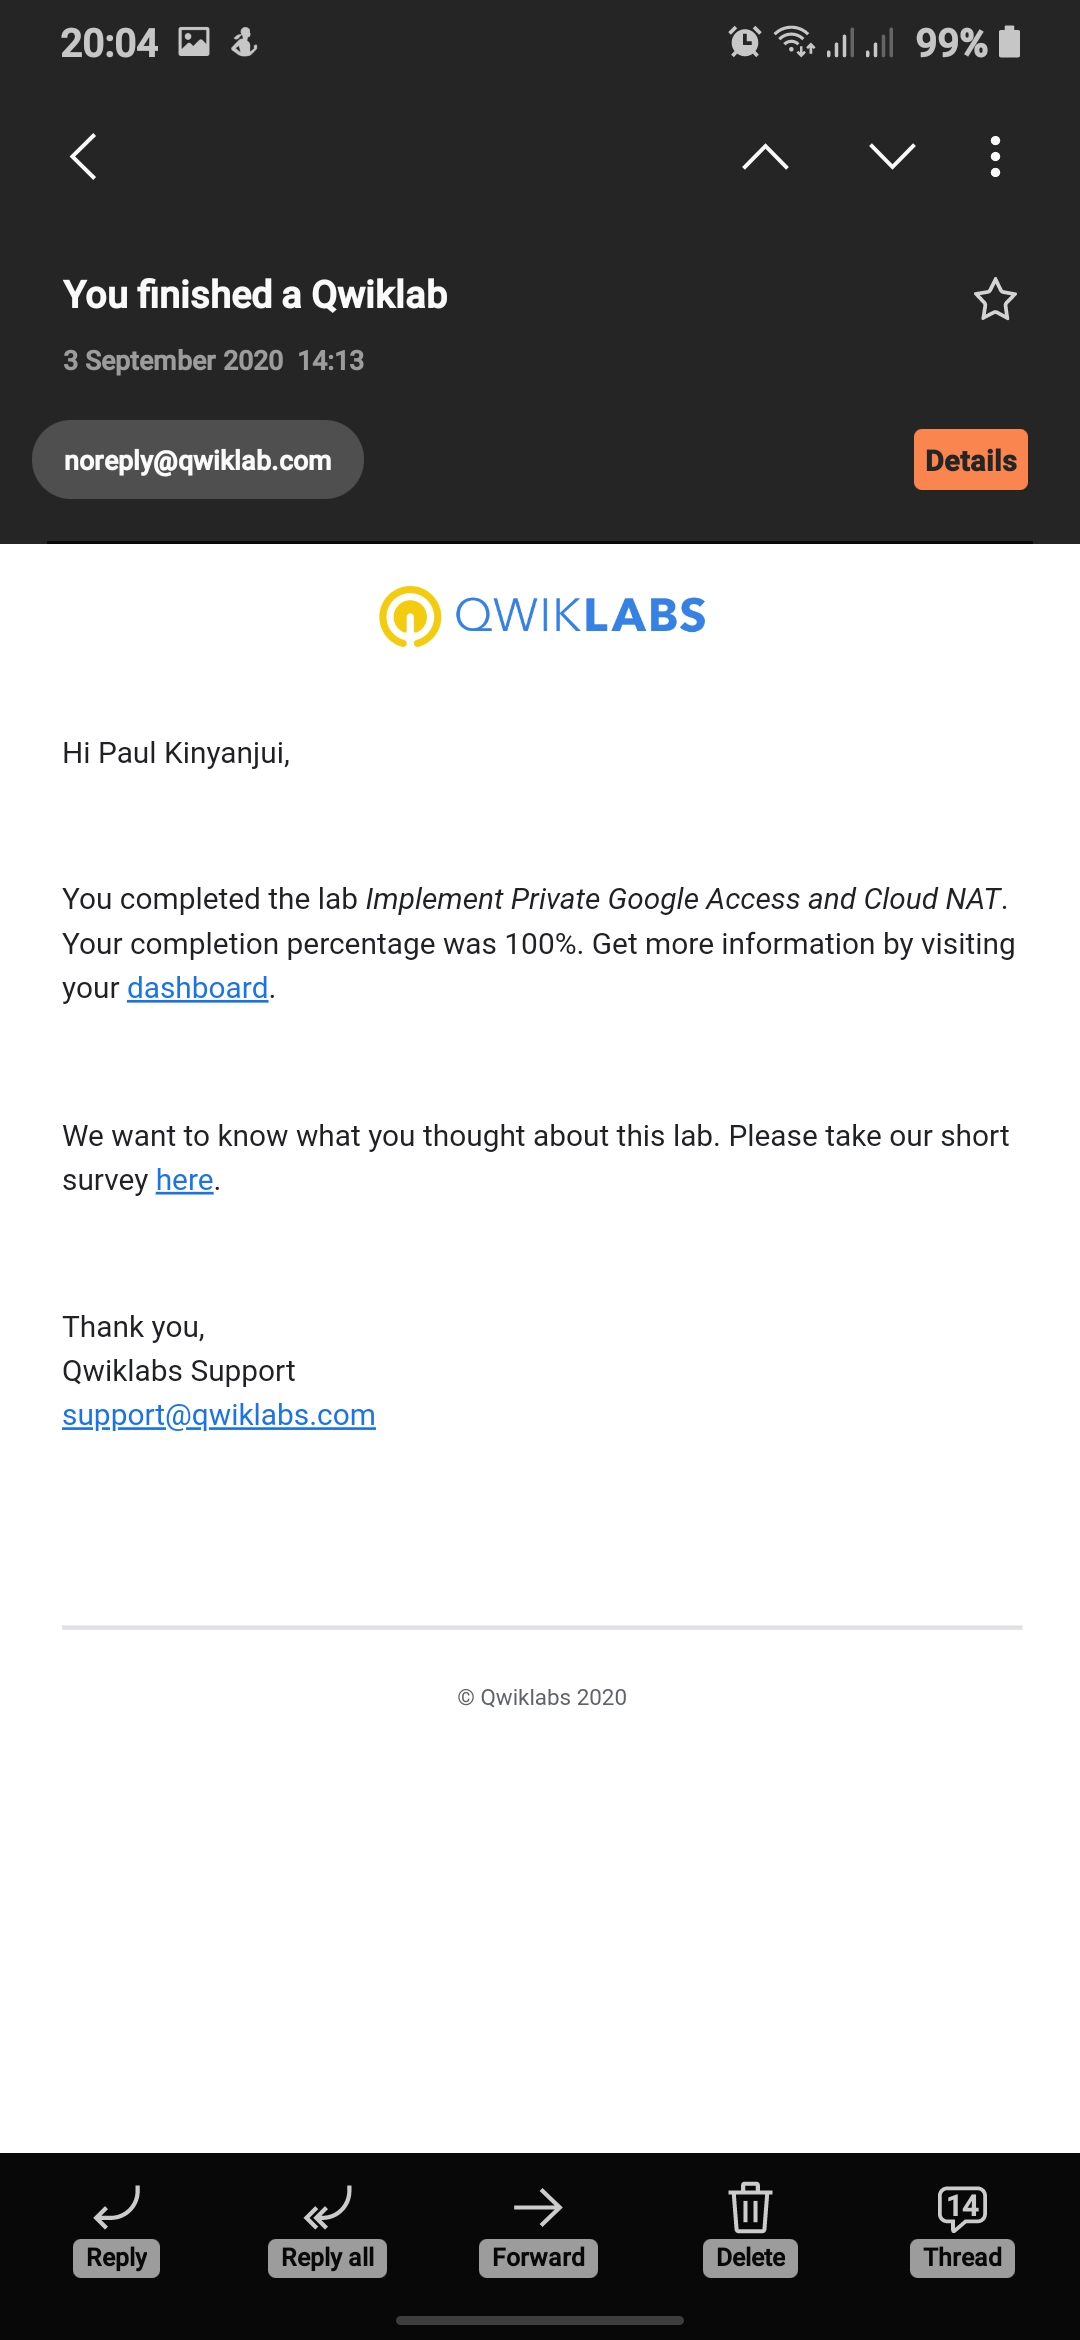 20:04 99%
You finished a Qwiklab
3 September 2020 14:13
noreply@qwiklab.com Details
QWIKLABS
Hi Paul Kinyanjui,
You completed the lab Implement Private Google Access and Cloud NAT.
Your completion percentage was 100%. Get more information by visiting
your dashboard.
We want to know what you thought about this lab. Please take our short
survey here.
Thank you,
Qwiklabs Support
support@qwiklabs.com
© Qwiklabs 2020
14
Reply Reply all Forward Delete Thread